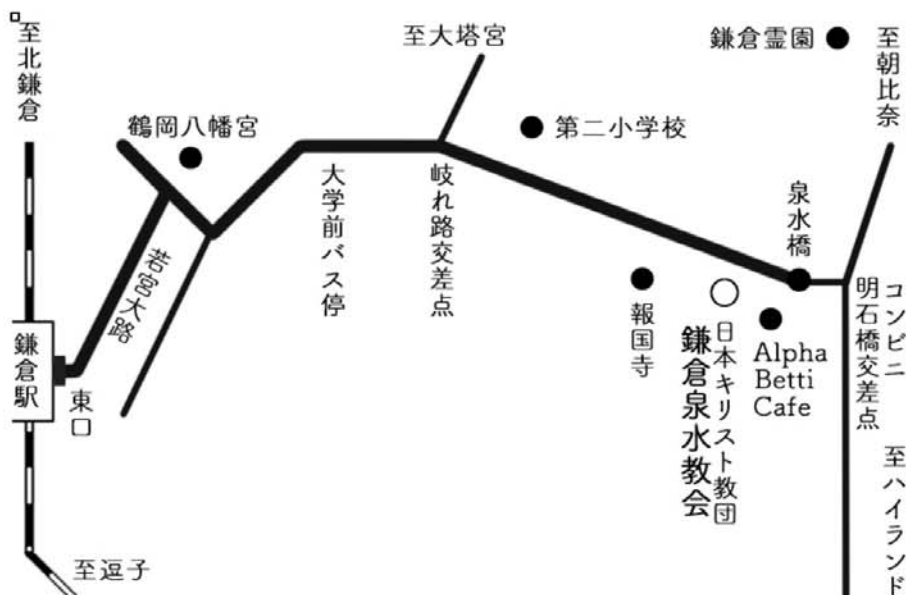 至北鎌倉
至大塔宮
鎌倉霊園
至朝比奈
鶴岡八幡宮
第二小学校
大学前バス停
岐れ路交差点
泉水橋
若宮大路
報国寺
日本キリスト教団
鎌倉泉水教会
Alpha
Betti
Cafe
コンビニ
明石橋交差点
鎌倉駅
東口
至ハイランド
至逗子